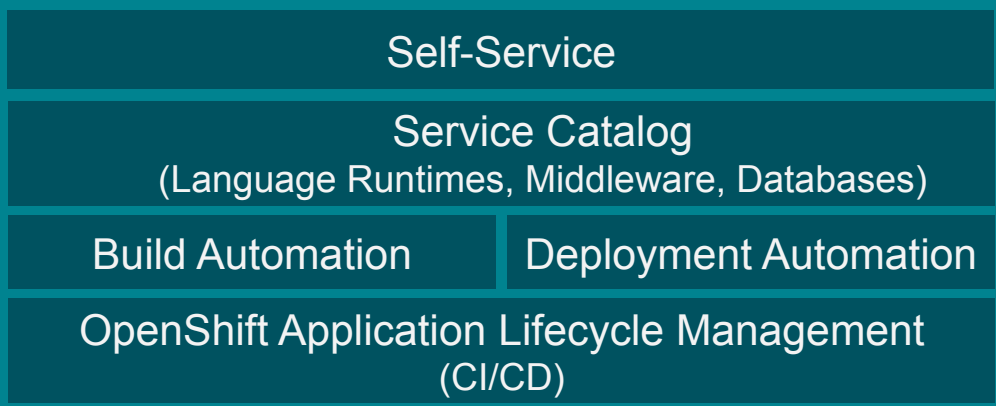 Self-Service
Service Catalog
(Language Runtimes, Middleware, Databases)
Build Automation
Deployment Automation
OpenShift Application Lifecycle Management
(CI/CD)